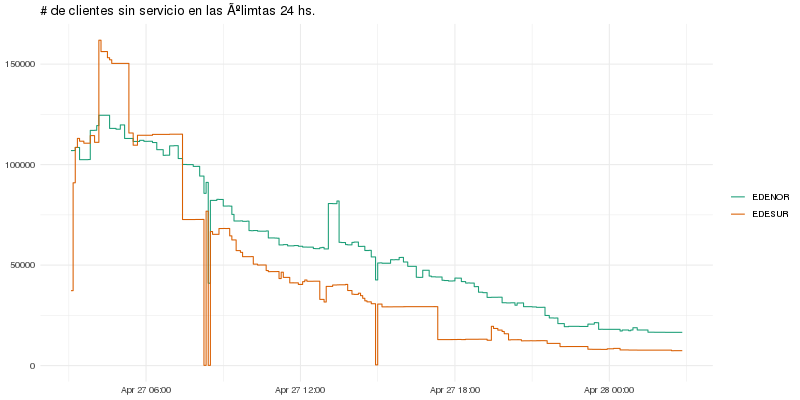 # de clientes sin servicio en las Ãºlimtas 24 hs.
150000
100000
50000
0
Apr 27 06:00
Apr 27 12:00
Apr 27 18:00
Apr 28 00:00
EDENOR
EDESUR